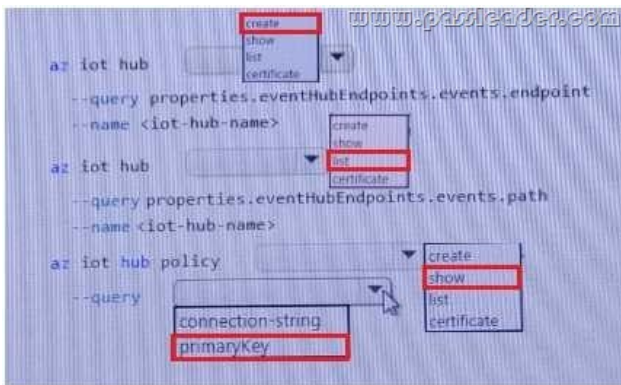 www.passleader.com
create
show
list
certificate
az iot hub
--query properties.eventHubEndpoints.events.endpoint
--name <iot-hub-name>
create
show
list
certificate
az iot hub
--query properties.eventHubEndpoints.events.path
--name <iot-hub-name>
az iot hub policy
create
show
list
certificate
--query
connection-string
primaryKey